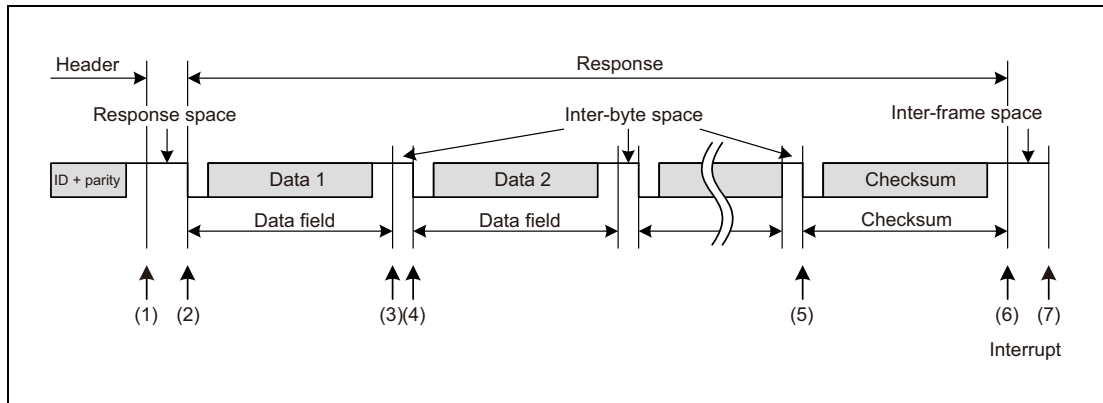 Header
Response
Response space
Inter-byte space
Inter-frame space
ID + parity
Data 1
Data 2
Checksum
Data field
Data field
Checksum
(1)
(2)
(3)(4)
(5)
(6)
(7)
Interrupt